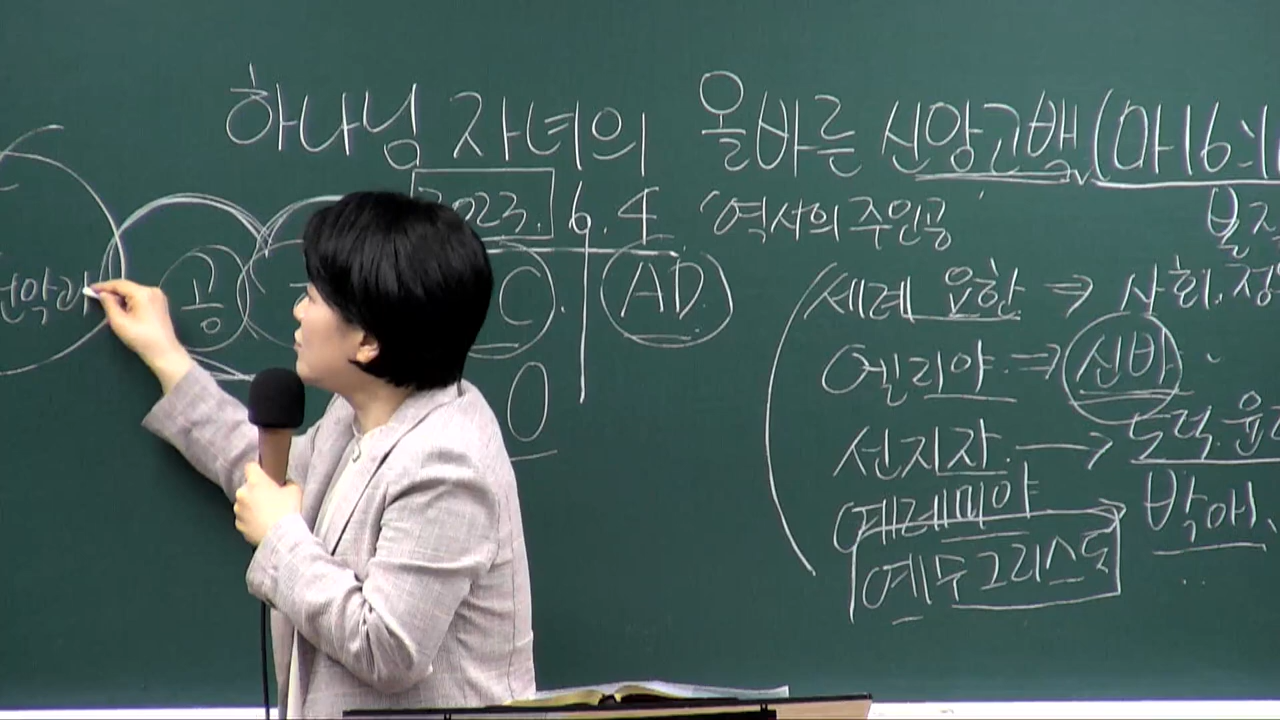 하나님 자녀의 올바른 신앙고백(마16:1
2023. 6. 4 '역사의 주인공'
선악과 공 C. AD.
0
세례 요한 ⇒ 사회.정
엘리야 ⇒ 신비
선지자 → 도덕.윤리
예레미야 → 박애.
예수그리스도